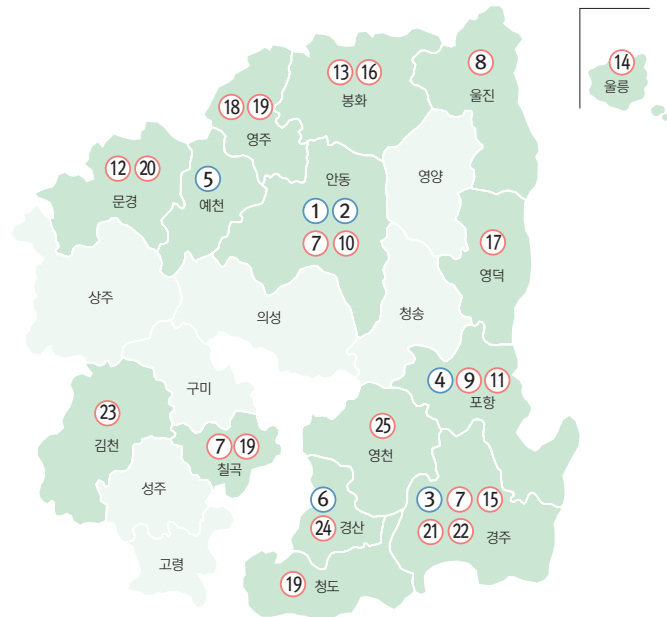 14
울릉
8
울진
13 16
봉화
18 19
영주
12 20
문경
5
예천
안동
1 2
7 10
영양
17
영덕
상주
의성
청송
4 9 11
포항
구미
23
김천
7 19
칠곡
25
영천
성주
6
24 경산
3 7 15
21 22 경주
고령
19 청도